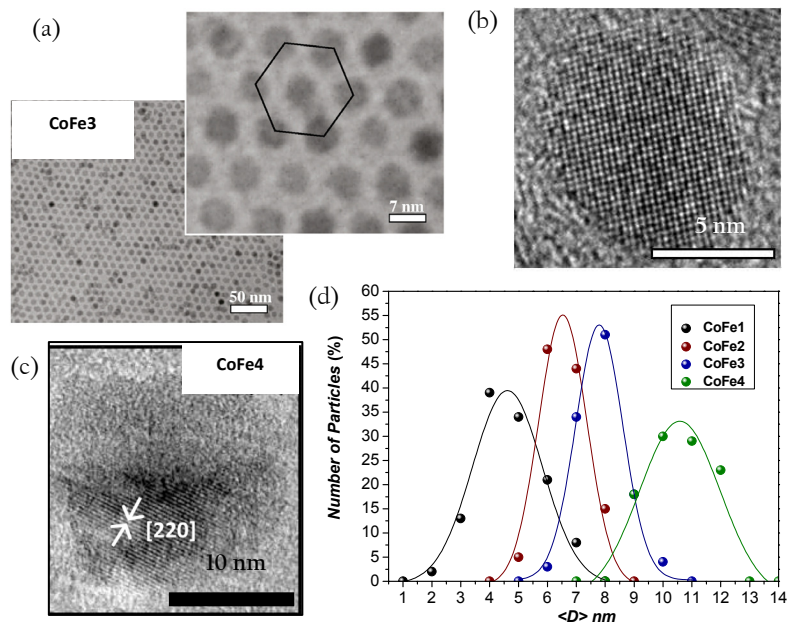 (a)
CoFe3
50 nm
7 nm
(b)
5 nm
(c)
CoFe4
[220]
10 nm
(d)
60
55
50
45
40
35
30
25
20
15
10
5
0
Number of Particles (%)
CoFe1
CoFe2
CoFe3
CoFe4
1 2 3 4 5 6 7 8 9 10 11 12 13 14
<D> nm